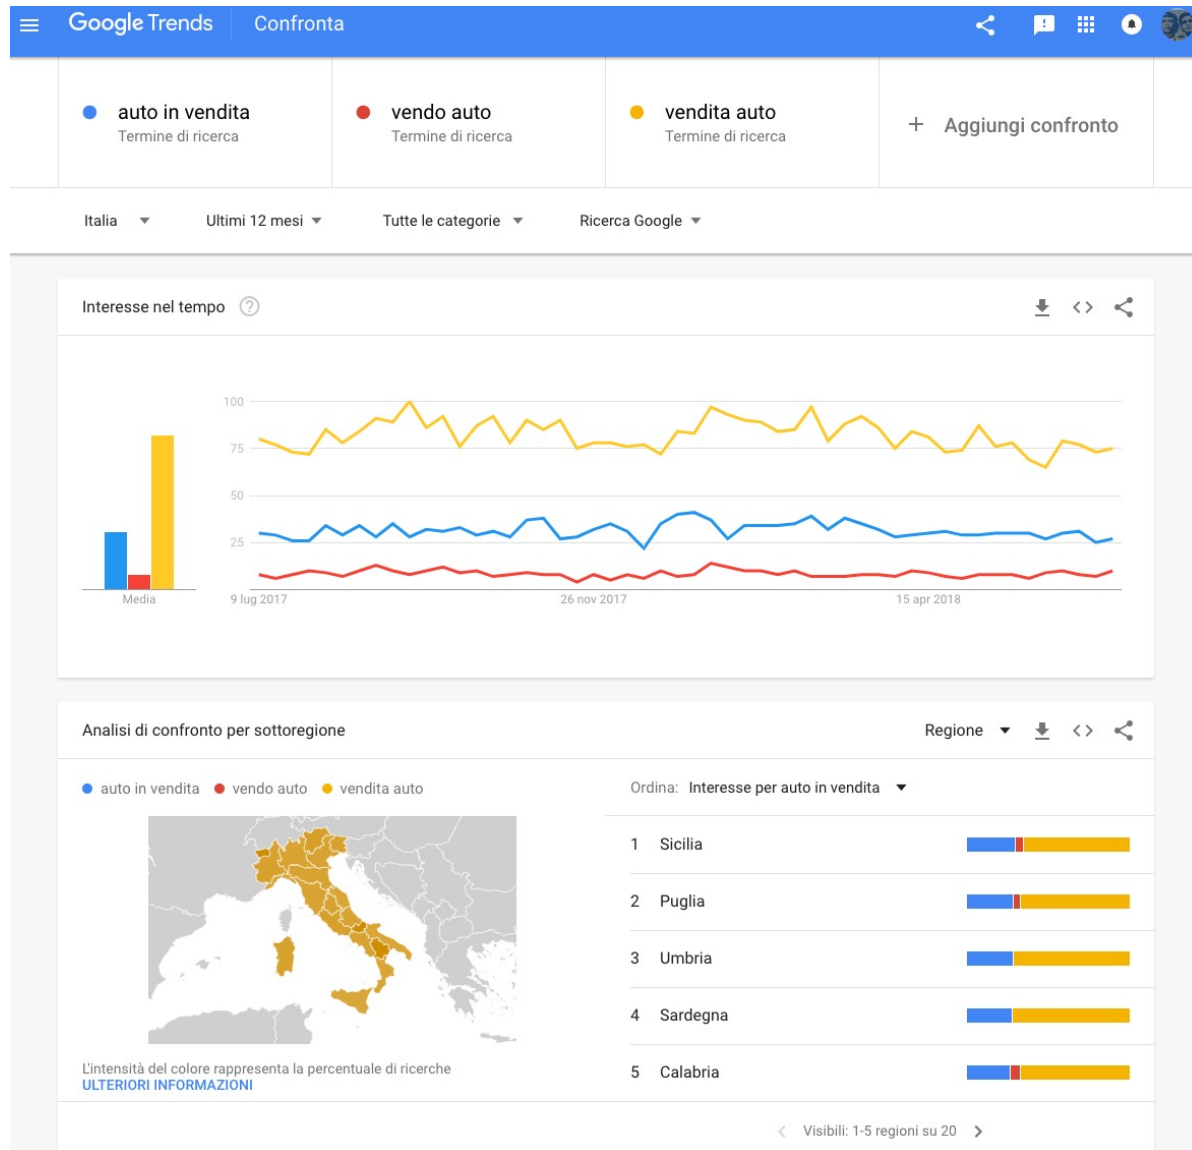 Google Trends Confronta
auto in vendita
Termine di ricerca
vendo auto
Termine di ricerca
vendita auto
Termine di ricerca
+ Aggiungi confronto
Italia Ultimi 12 mesi Tutte le categorie Ricerca Google
Interesse nel tempo ?
100
75
50
25
Media 9 lug 2017 26 nov 2017 15 apr 2018
Analisi di confronto per sottoregione Regione
auto in vendita vendo auto vendita auto
Ordina: Interesse per auto in vendita
1 Sicilia
2 Puglia
3 Umbria
4 Sardegna
5 Calabria
L'intensità del colore rappresenta la percentuale di ricerche
ULTERIORI INFORMAZIONI
Visibili: 1-5 regioni su 20